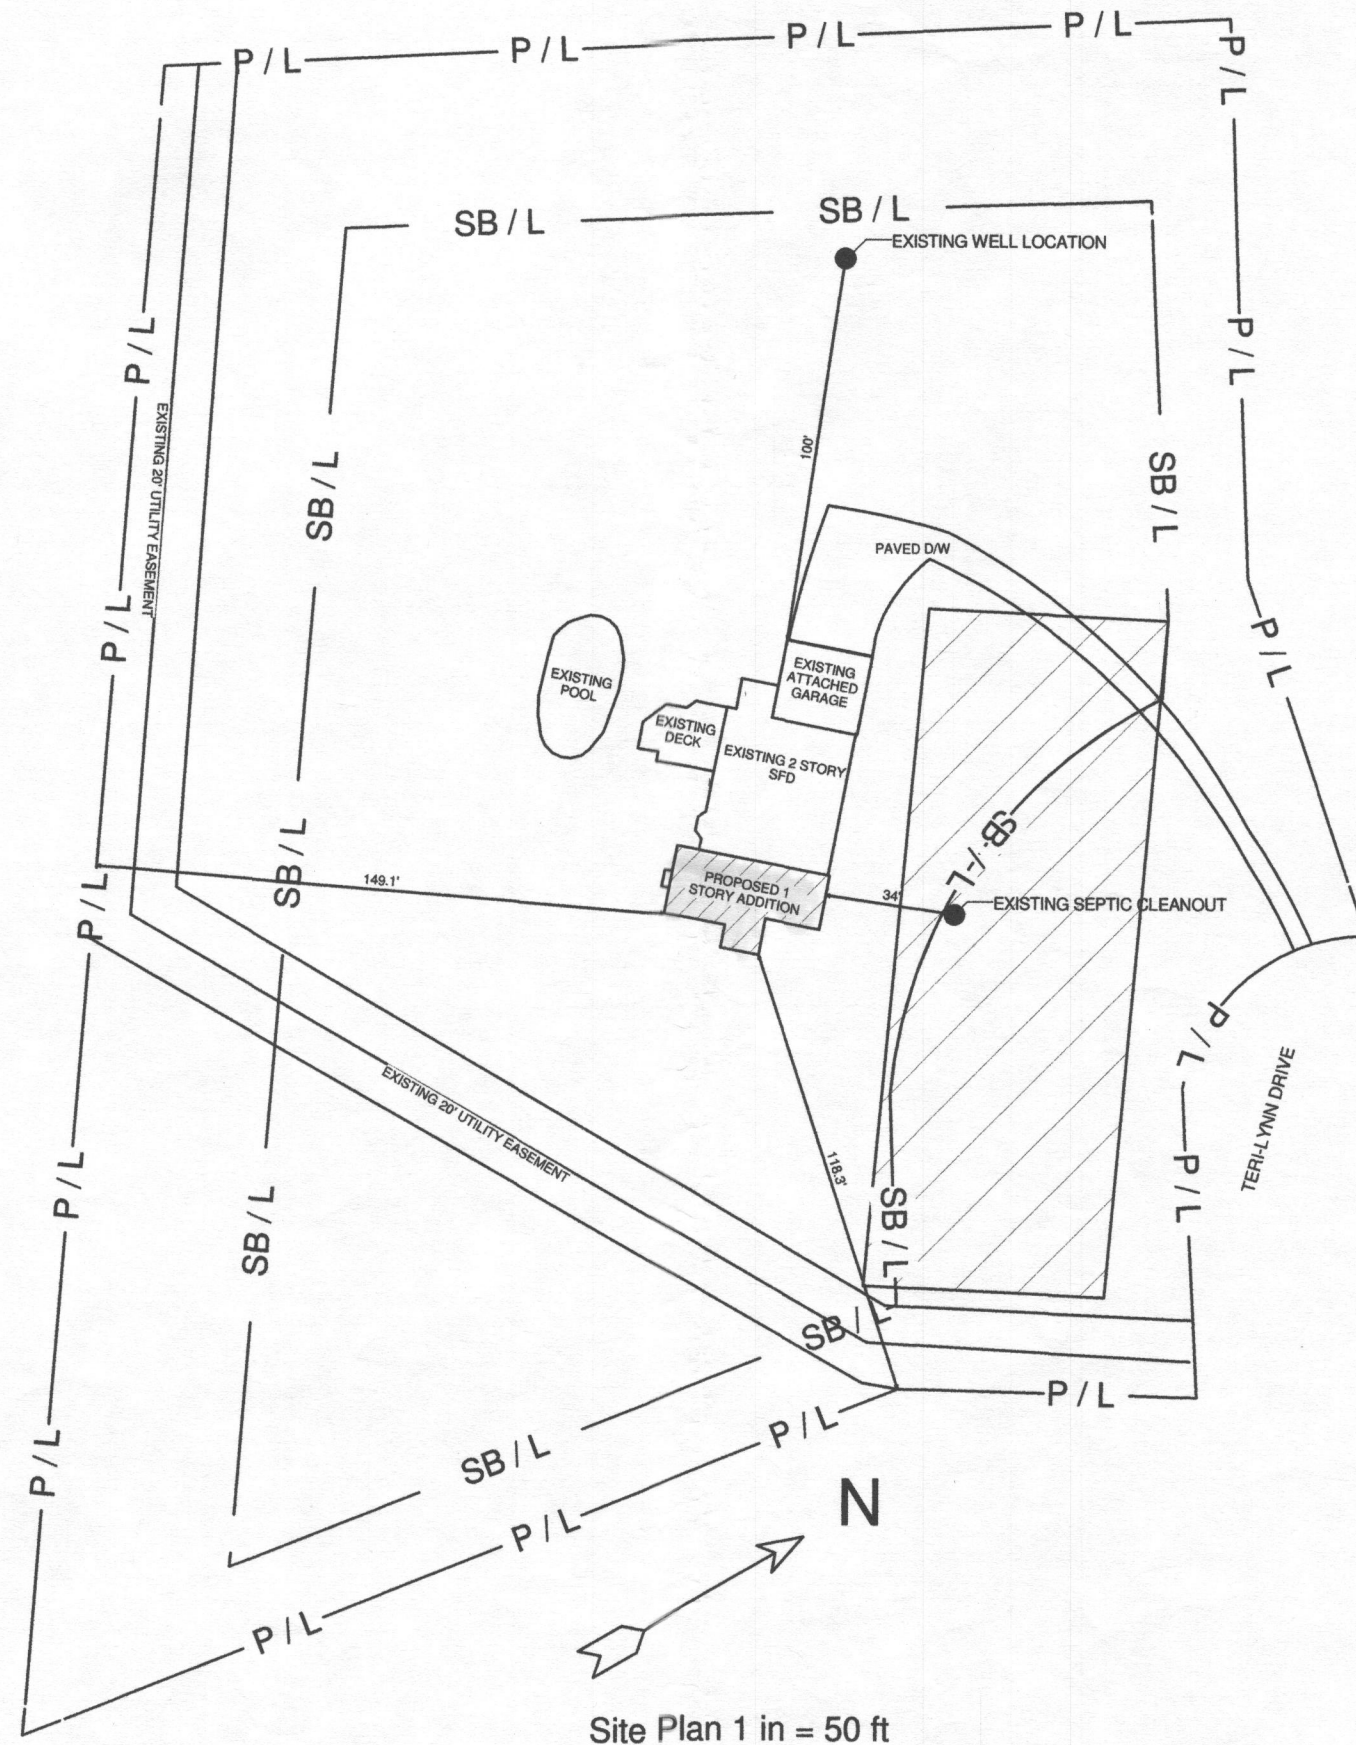 P / L
P / L
P / L
P / L
P / L
SB / L
SB / L
EXISTING WELL LOCATION
P / L
P / L
EXISTING 20' UTILITY EASEMENT
SB / L
100'
SB / L
PAVED D/W
P / L
P / L
EXISTING
POOL
EXISTING
ATTACHED
GARAGE
EXISTING
DECK
EXISTING 2 STORY
SFD
SB / L
SB / L
P / L
149.1'
PROPOSED 1
STORY ADDITION
34'
EXISTING SEPTIC CLEANOUT
P / L
EXISTING 20' UTILITY EASEMENT
TERI-LYNN DRIVE
P / L
SB / L
118.3'
SB / L
P / L
SB / L
P / L
P / L
SB / L
P / L
P / L
P / L
N
Site Plan 1 in = 50 ft